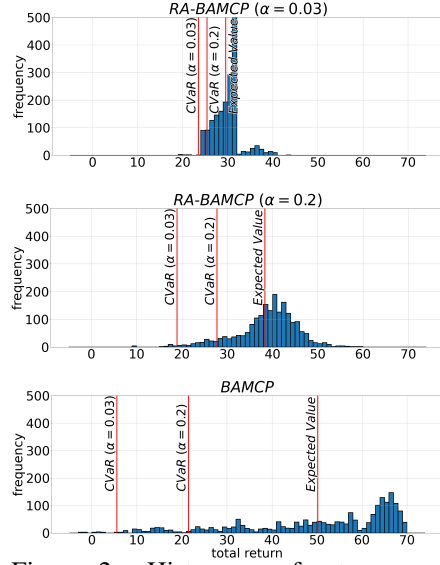 RA-BAMCP (α = 0.03)
500
400
300
200
100
0
frequency
CVaR (α = 0.03)
CVaR (α = 0.2)
Expected Value
0 10 20 30 40 50 60 70
RA-BAMCP (α = 0.2)
500
400
300
200
100
0
frequency
CVaR (α = 0.03)
CVaR (α = 0.2)
Expected Value
0 10 20 30 40 50 60 70
BAMCP
500
400
300
200
100
0
frequency
CVaR (α = 0.03)
CVaR (α = 0.2)
Expected Value
0 10 20 30 40 50 60 70
total return